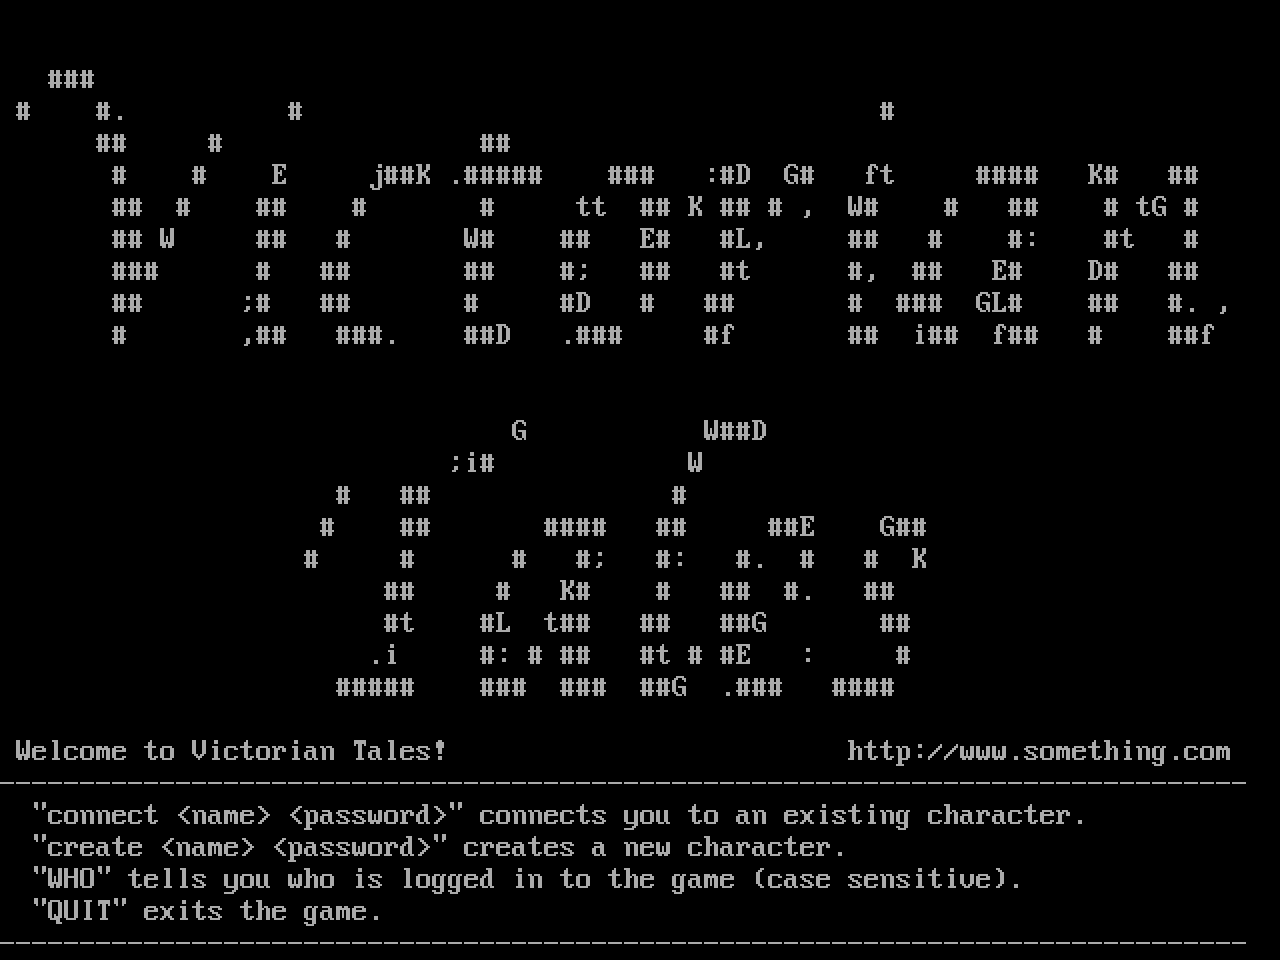 Victorian
Tales
Welcome to Victorian Tales! http://www.something.com
"connect <name> <password>" connects you to an existing character.
"create <name> <password>" creates a new character.
"WHO" tells you who is logged in to the game (case sensitive).
"QUIT" exits the game.